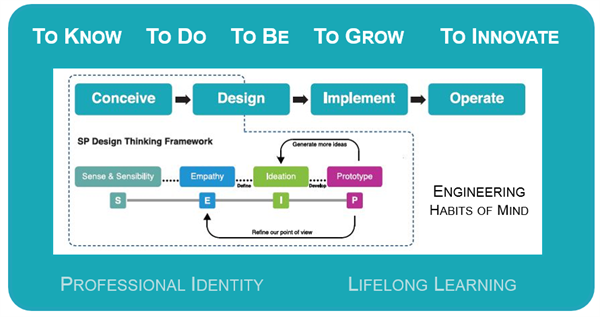 TO KNOW TO DO TO BE TO GROW TO INNOVATE
Conceive Design Implement Operate
SP Design Thinking Framework
Generate more ideas
Sense & Sensibility Empathy Ideation Prototype
Define Develop
S E I P
Refine our point of view
ENGINEERING
HABITS OF MIND
PROFESSIONAL IDENTITY LIFELONG LEARNING